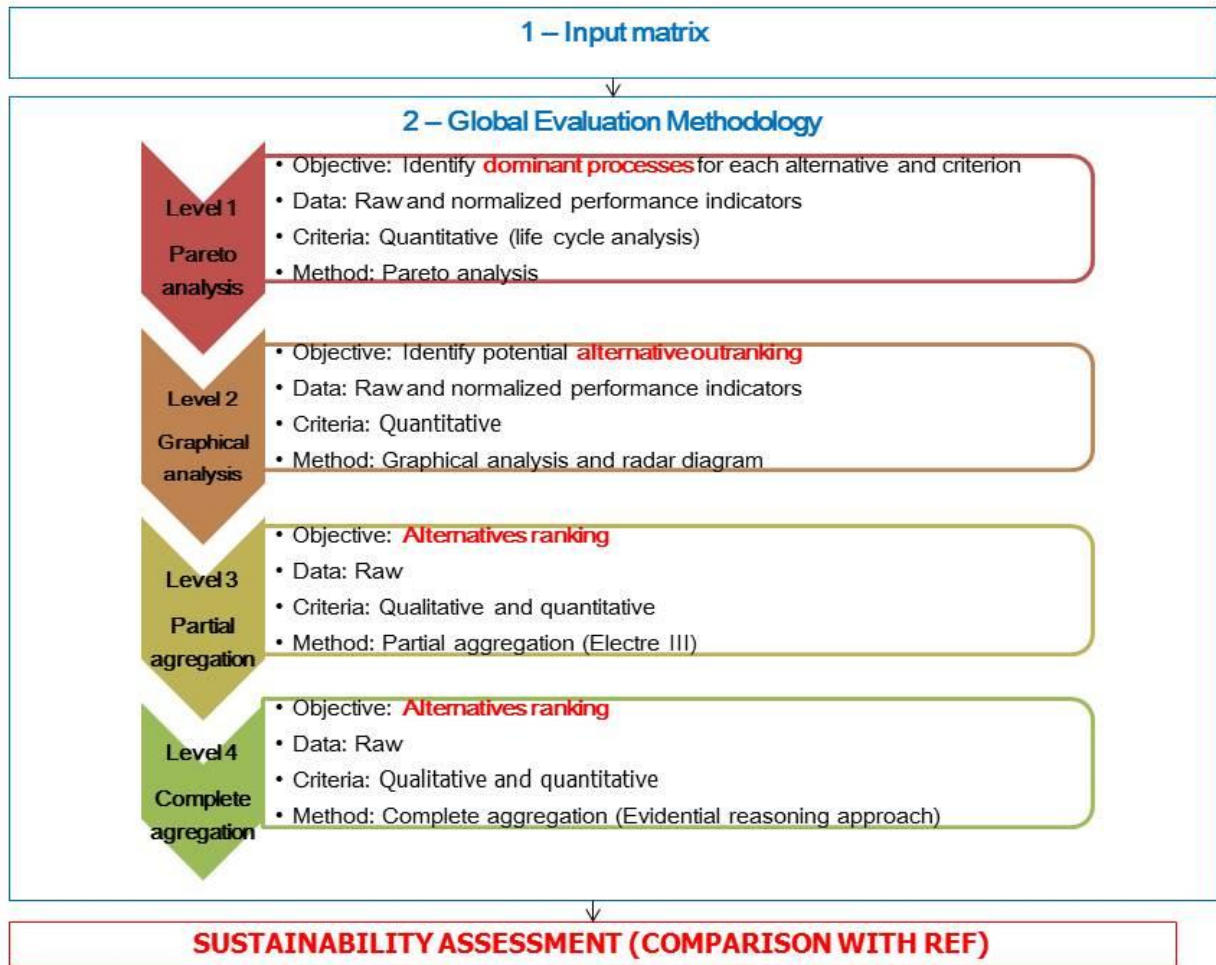 1 – Input matrix
2 – Global Evaluation Methodology
Level 1
Pareto
analysis
• Objective: Identify dominant processes for each alternative and criterion
• Data: Raw and normalized performance indicators
• Criteria: Quantitative (life cycle analysis)
• Method: Pareto analysis
Level 2
Graphical
analysis
• Objective: Identify potential alternative outranking
• Data: Raw and normalized performance indicators
• Criteria: Quantitative
• Method: Graphical analysis and radar diagram
Level 3
Partial
agregation
• Objective: Alternatives ranking
• Data: Raw
• Criteria: Qualitative and quantitative
• Method: Partial aggregation (Electre III)
Level 4
Complete
agregation
• Objective: Alternatives ranking
• Data: Raw
• Criteria: Qualitative and quantitative
• Method: Complete aggregation (Evidential reasoning approach)
SUSTAINABILITY ASSESSMENT (COMPARISON WITH REF)